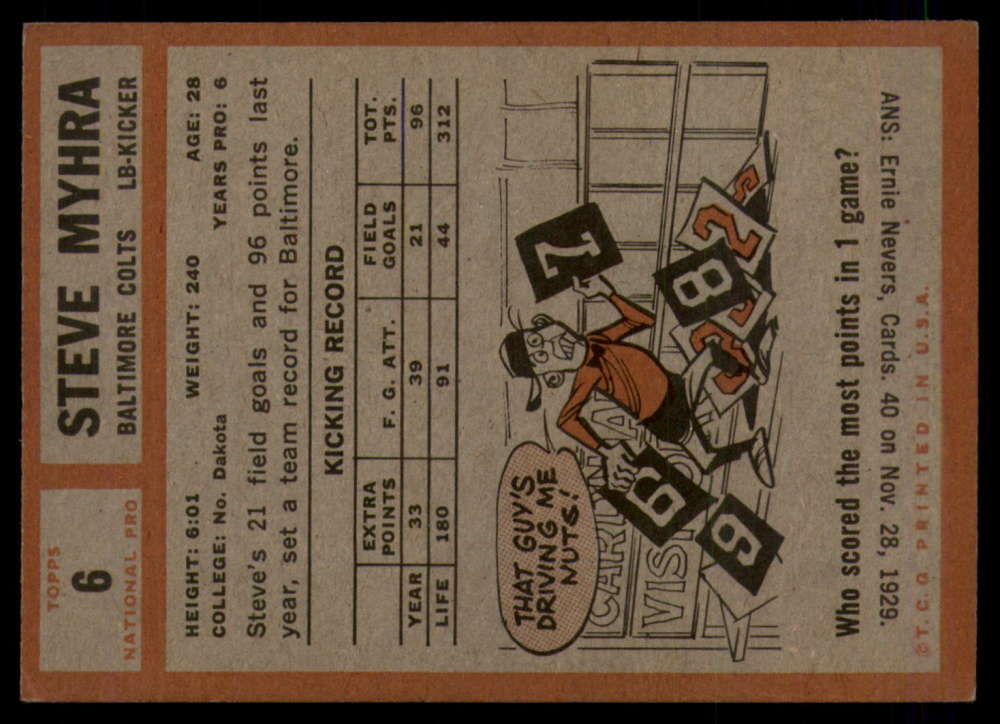 TOPPS
6
NATIONAL PRO
STEVE MYHRA
BALTIMORE COLTS LB-KICKER
HEIGHT: 6:01 WEIGHT: 240 AGE: 28
COLLEGE: No. Dakota YEARS PRO: 6
Steve's 21 field goals and 96 points last
year, set a team record for Baltimore.
KICKING RECORD
EXTRA POINTS F. G. ATT. FIELD GOALS TOT. PTS.
YEAR 33 39 21 96
LIFE 180 91 44 312
THAT GUY'S
DRIVING ME
NUTS!
7
8
2
5
9
6
VIS
Who scored the most points in 1 game?
ANS: Ernie Nevers, Cards. 40 on Nov. 28, 1929.
©T.C.G. PRINTED IN U.S.A.